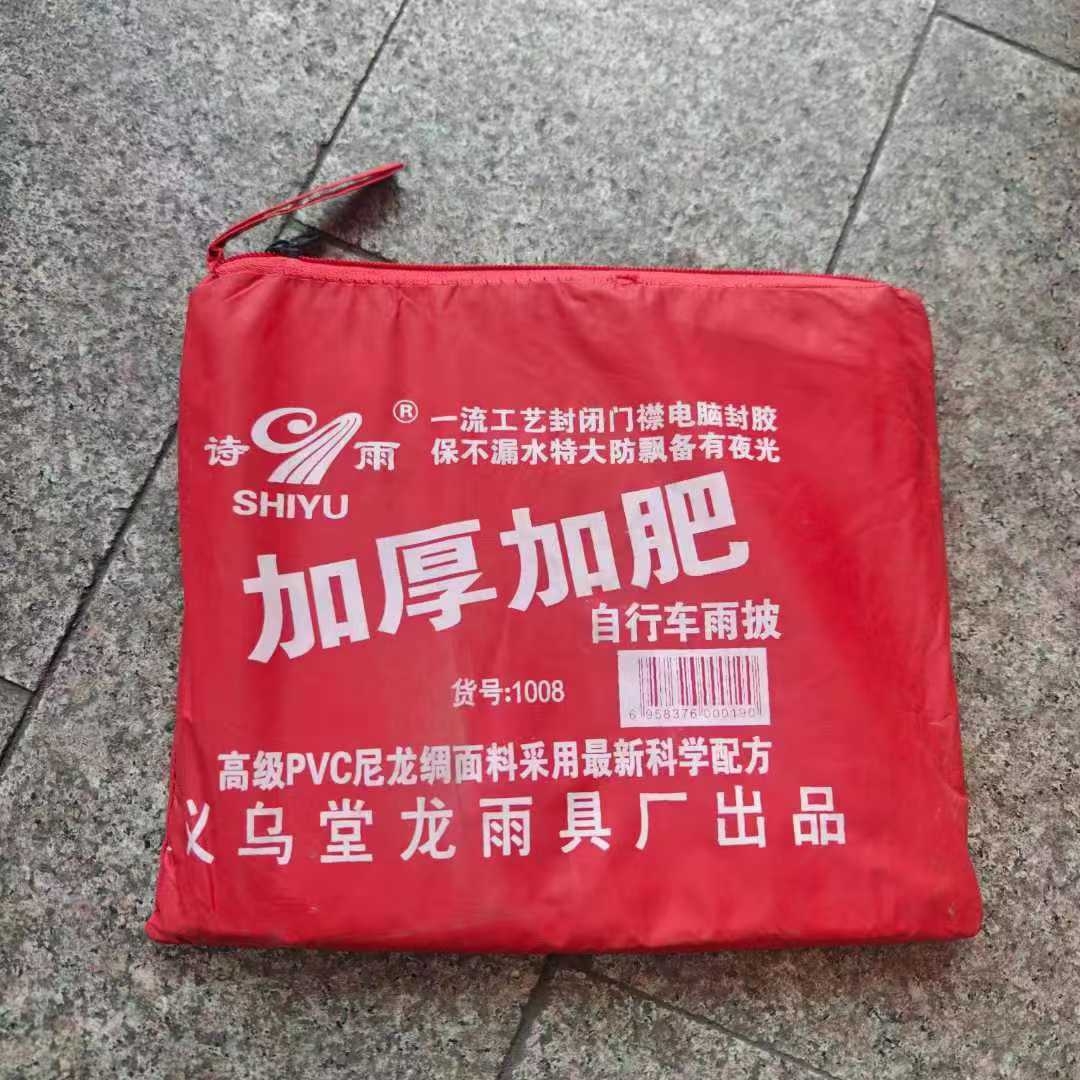 诗雨®
SHIYU
一流工艺封闭门襟电脑封胶
保不漏水特大防飘备有夜光
加厚加肥
自行车雨披
货号:1008
6 958376 000190
高级PVC尼龙绸面料采用最新科学配方
义乌堂龙雨具厂出品